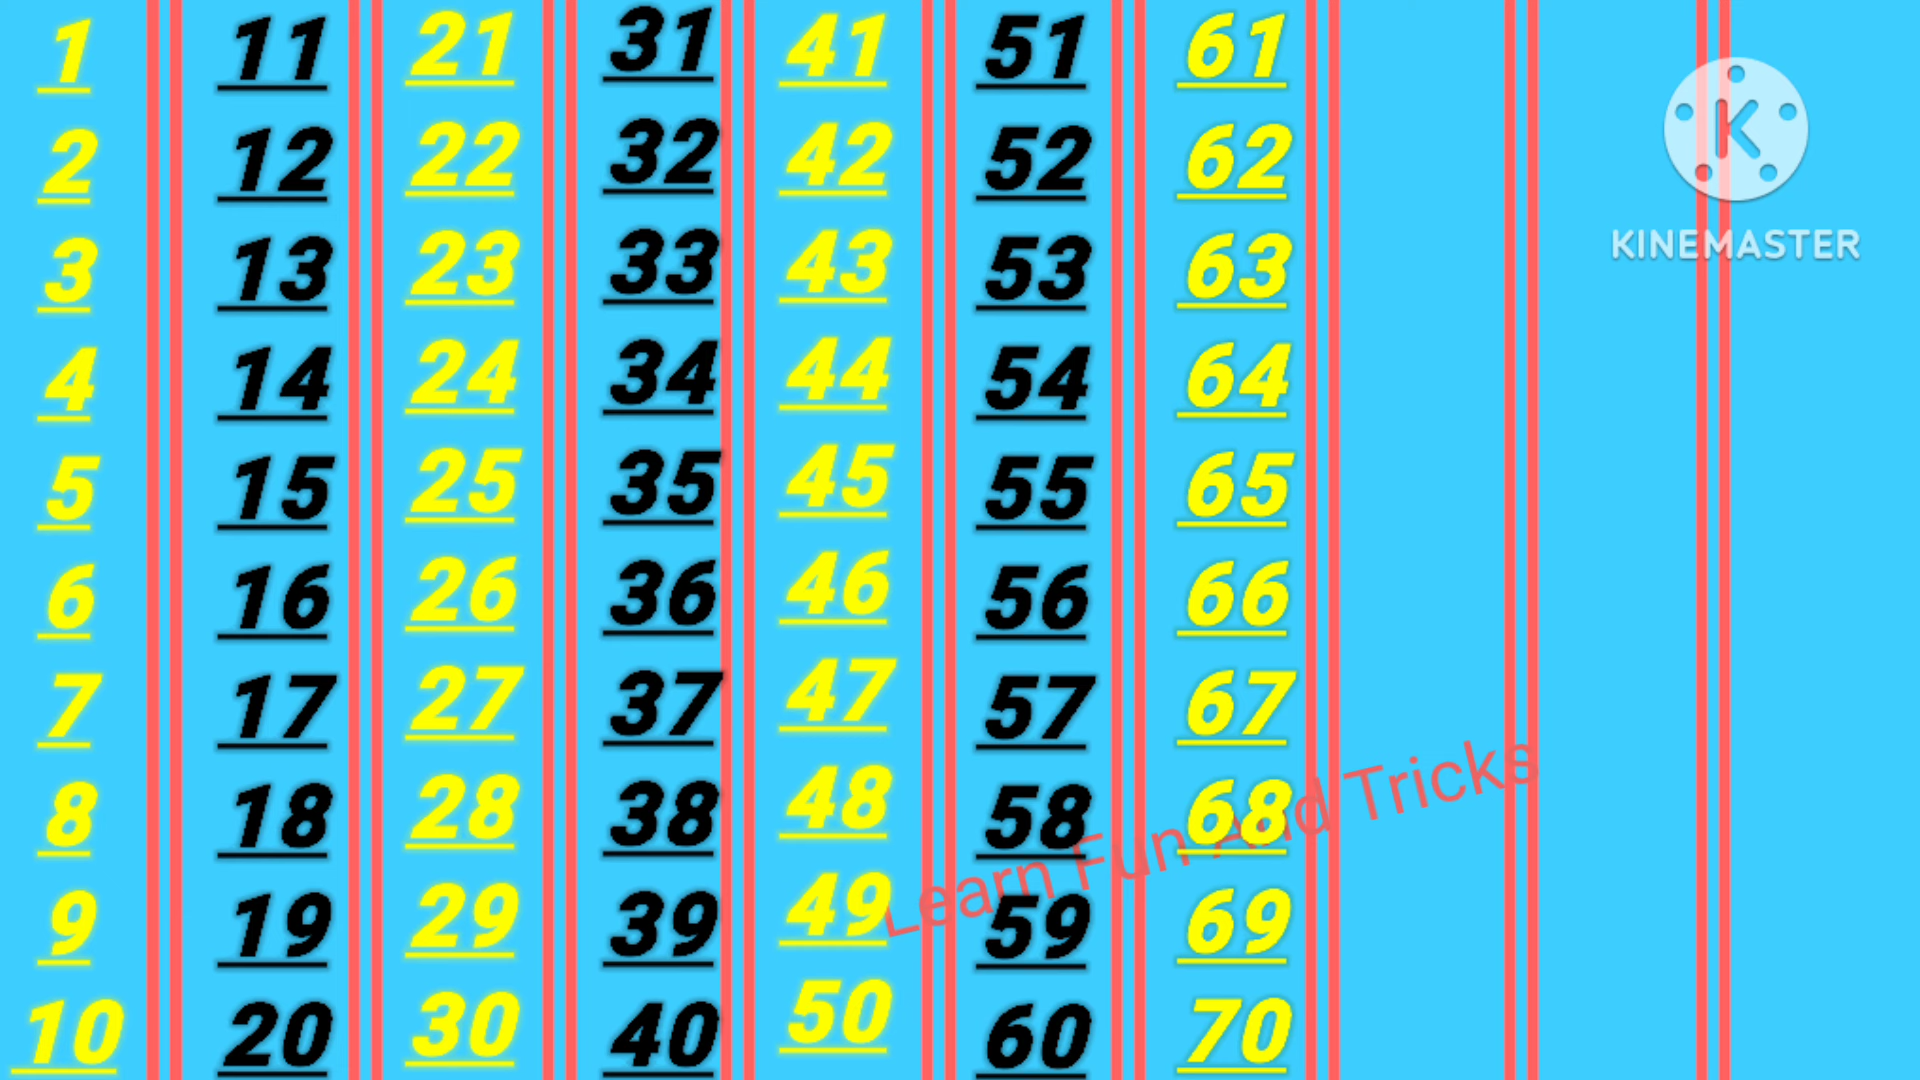 1 11 21 31 41 51 61
2 12 22 32 42 52 62
3 13 23 33 43 53 63
4 14 24 34 44 54 64
5 15 25 35 45 55 65
6 16 26 36 46 56 66
7 17 27 37 47 57 67
8 18 28 38 48 58 68
9 19 29 39 49 59 69
10 20 30 40 50 60 70
K
KINEMASTER
Learn Fun And Tricks